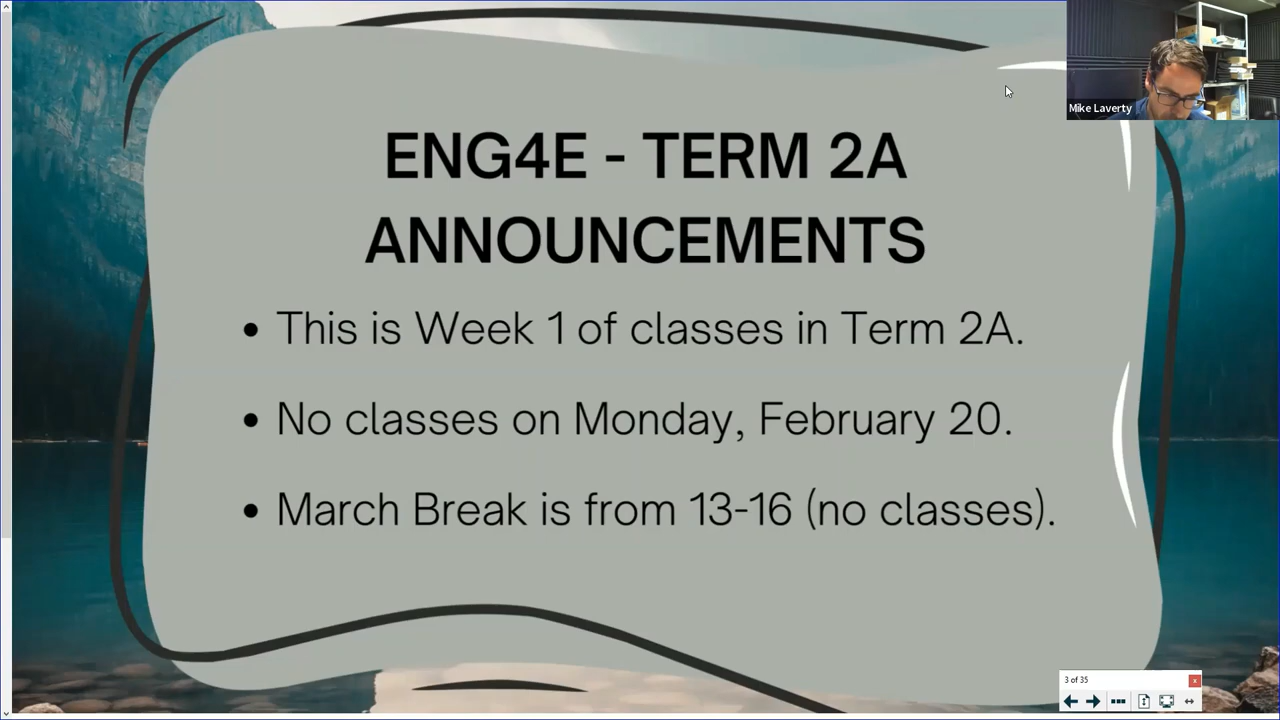 Mike Laverty
ENG4E - TERM 2A
ANNOUNCEMENTS
• This is Week 1 of classes in Term 2A.
• No classes on Monday, February 20.
• March Break is from 13-16 (no classes).
3 of 35